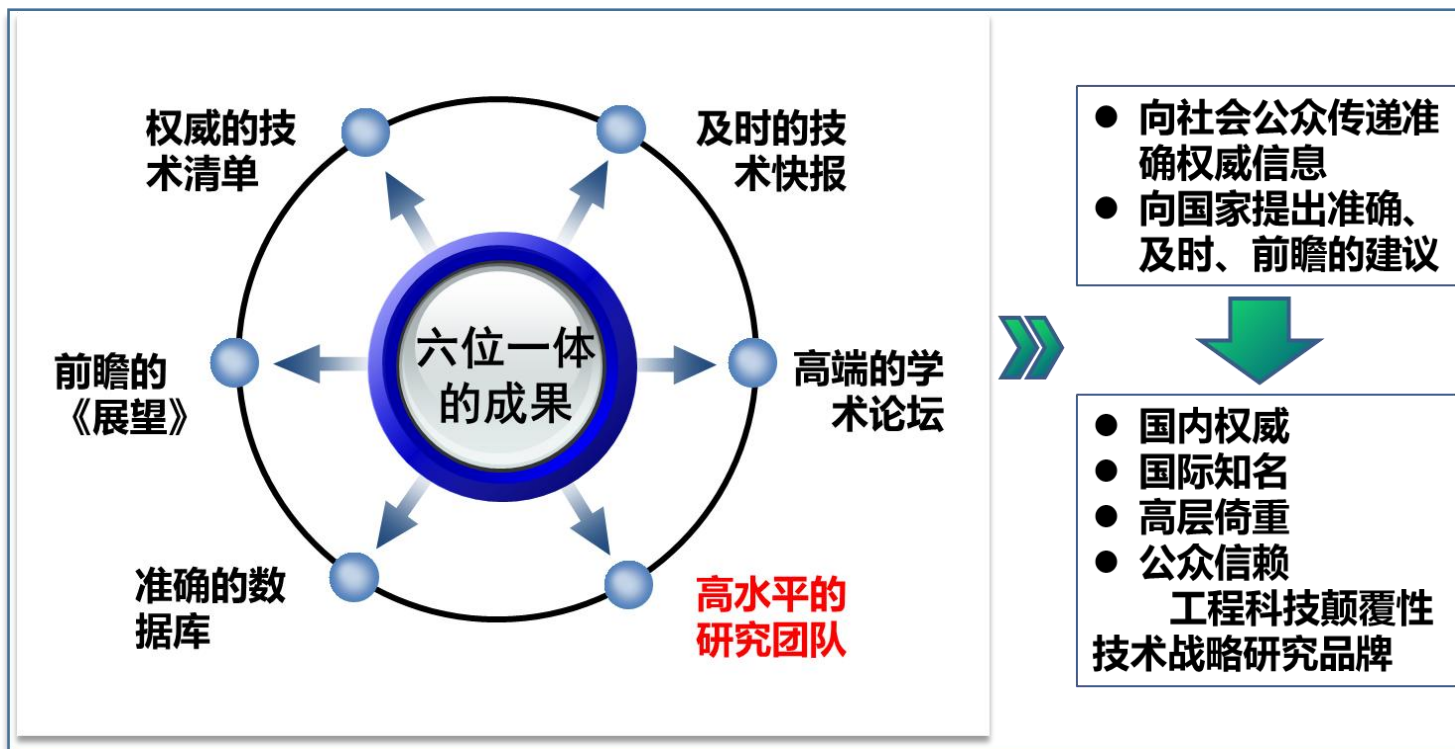 权威的技
术清单
及时的技
术快报
前瞻的
《展望》
六位一体
的成果
高端的学
术论坛
准确的数
据库
高水平的
研究团队
● 向社会公众传递准
确权威信息
● 向国家提出准确、
及时、前瞻的建议
● 国内权威
● 国际知名
● 高层倚重
● 公众信赖
工程科技颠覆性
技术战略研究品牌